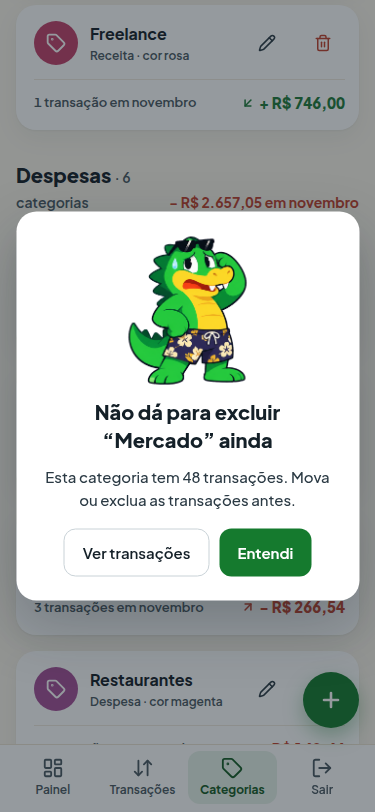 Freelance
Receita · cor rosa
1 transação em novembro
+ R$ 746,00
Despesas · 6
categorias
– R$ 2.657,05 em novembro
Não dá para excluir
“Mercado” ainda
Esta categoria tem 48 transações. Mova
ou exclua as transações antes.
Ver transações
Entendi
3 transações em novembro
– R$ 266,54
Restaurantes
Despesa · cor magenta
Painel
Transações
Categorias
Sair